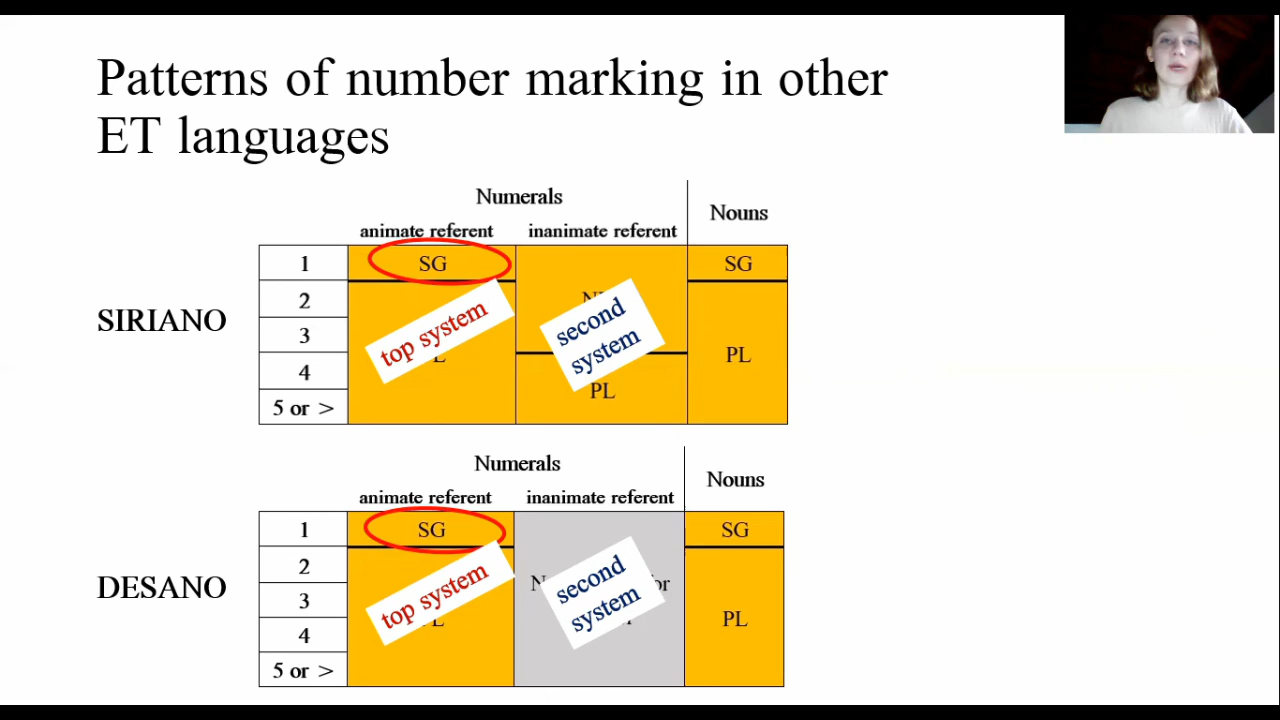 Patterns of number marking in other
ET languages
Numerals
Nouns
animate referent
inanimate referent
SIRIANO
1
SG
SG
2
3
4
5 or >
top system
second
system
PL
PL
Numerals
Nouns
animate referent
inanimate referent
DESANO
1
SG
SG
2
3
4
5 or >
top system
second
system
PL